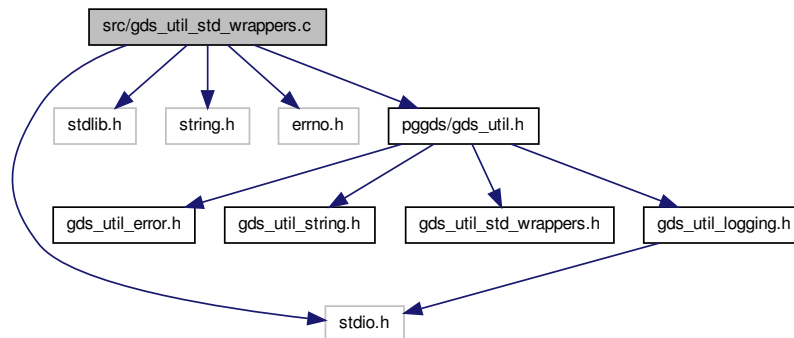 src/gds_util_std_wrappers.c
stdlib.h
string.h
errno.h
pggds/gds_util.h
gds_util_error.h
gds_util_string.h
gds_util_std_wrappers.h
gds_util_logging.h
stdio.h